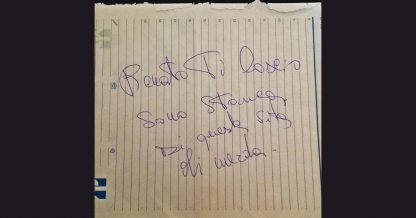 Renato Ti lascio
sono stanca
Di questa vita
di merda.